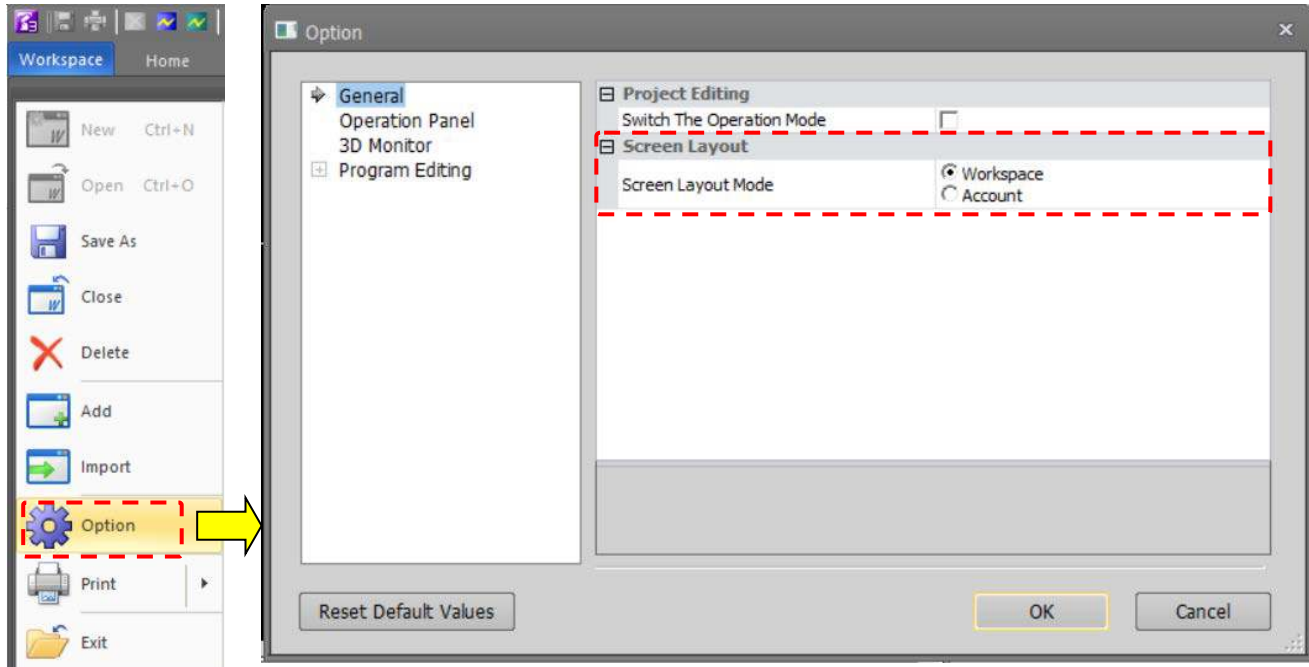 Workspace Home
New Ctrl+N
Open Ctrl+O
Save As
Close
Delete
Add
Import
Option
Print
Exit
Option
General
Operation Panel
3D Monitor
Program Editing
Project Editing
Switch The Operation Mode
Screen Layout
Screen Layout Mode
Workspace
Account
Reset Default Values
OK
Cancel